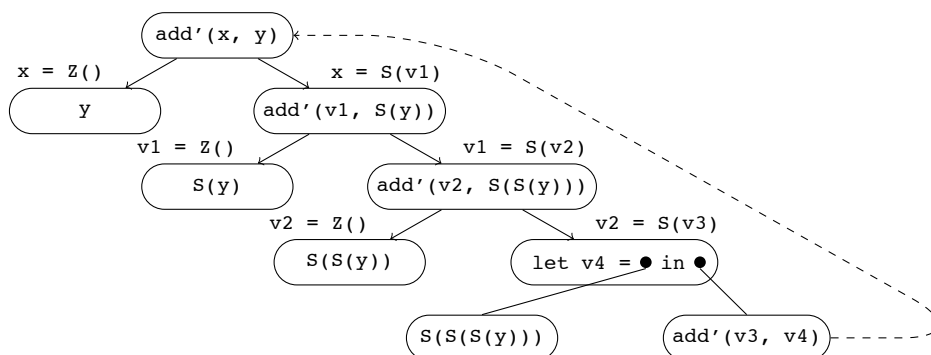 add'(x, y)
x = Z()
x = S(v1)
y
add'(v1, S(y))
v1 = Z()
v1 = S(v2)
S(y)
add'(v2, S(S(y)))
v2 = Z()
v2 = S(v3)
S(S(y))
let v4 = ● in ●
S(S(S(y)))
add'(v3, v4)